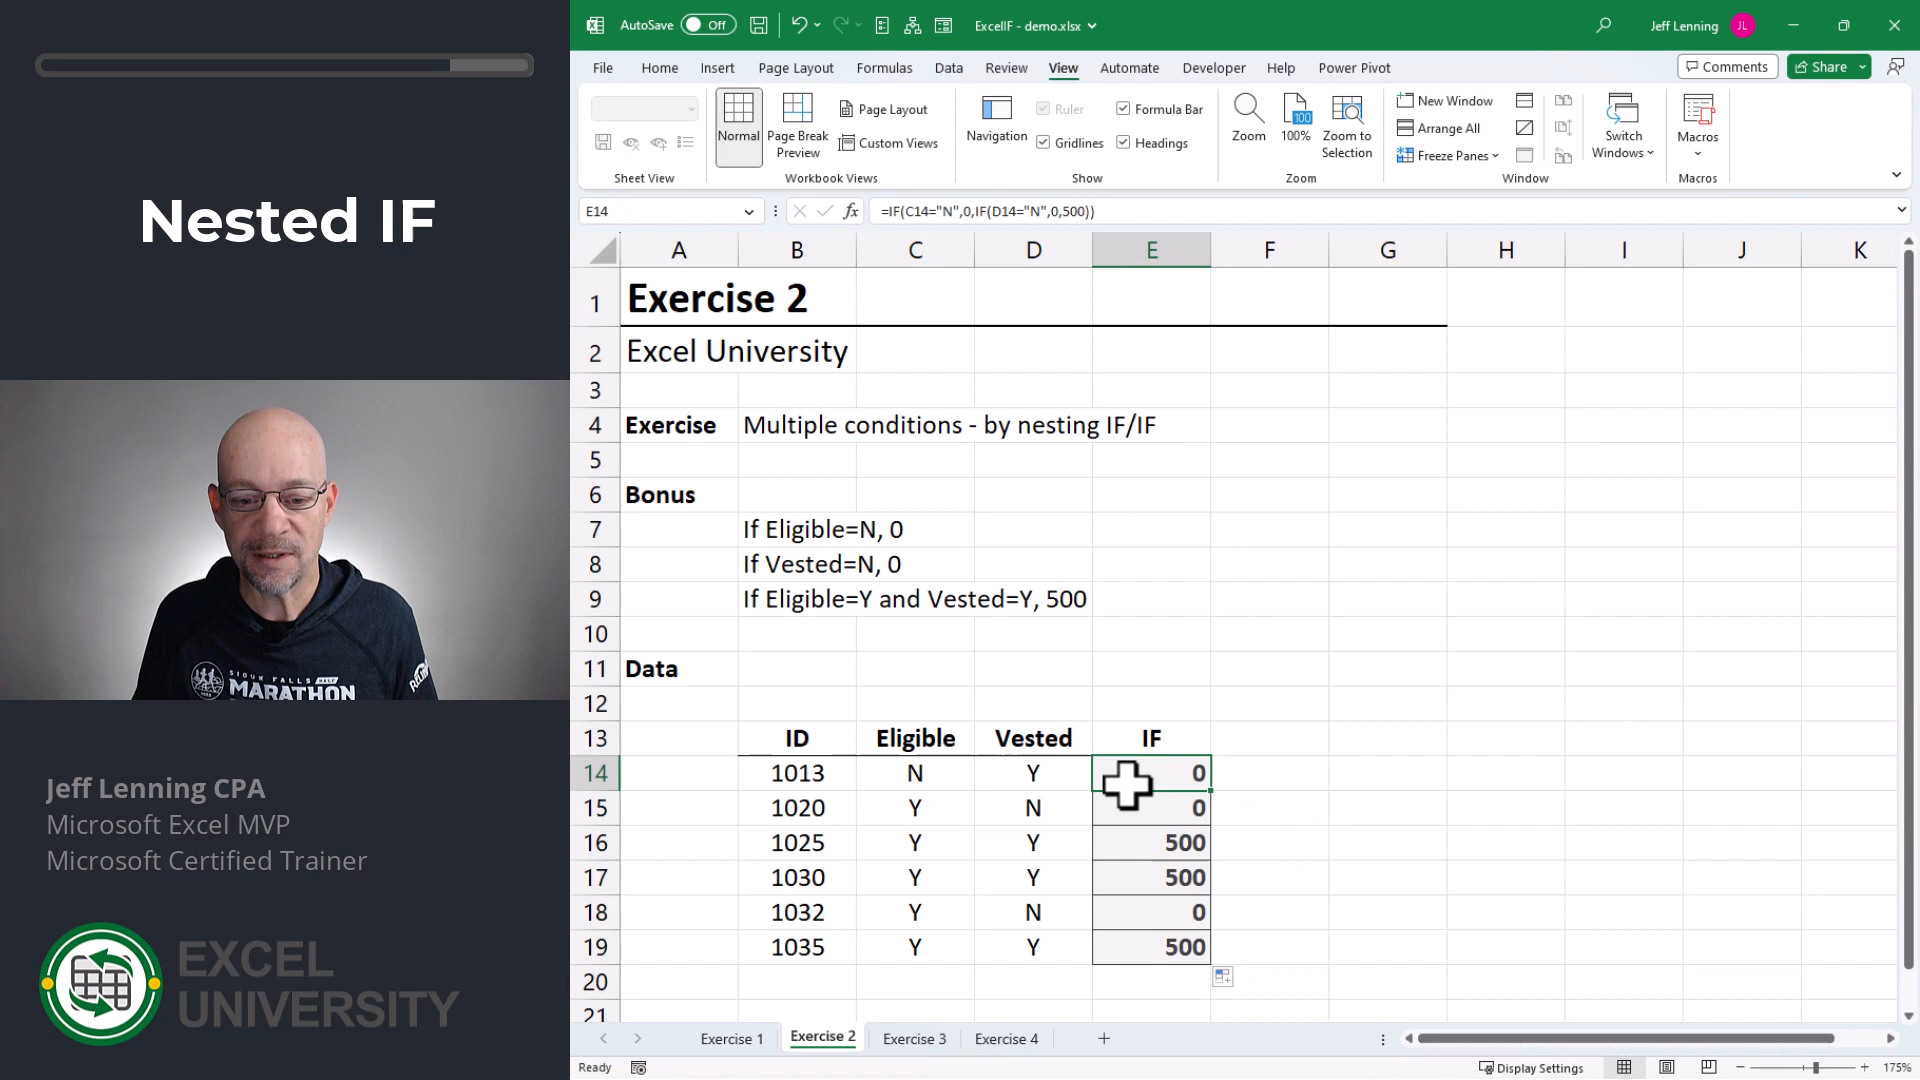 Nested IF
Jeff Lenning CPA
Microsoft Excel MVP
Microsoft Certified Trainer
EXCEL
UNIVERSITY
SIOUX FALLS HALF
MARATHON
AutoSave Off
ExcelIF - demo.xlsx
Jeff Lenning JL
File Home Insert Page Layout Formulas Data Review View Automate Developer Help Power Pivot
Comments Share
Sheet View
Normal
Page Break
Preview
Page Layout
Custom Views
Workbook Views
Navigation
Ruler
Formula Bar
Gridlines
Headings
Show
Zoom
100
100%
Zoom to
Selection
Zoom
New Window
Arrange All
Freeze Panes
Switch
Windows
Window
Macros
Macros
E14 fx =IF(C14="N",0,IF(D14="N",0,500))
A B C D E F G H I J K
1 Exercise 2
2 Excel University
3
4 Exercise Multiple conditions - by nesting IF/IF
5
6 Bonus
7 If Eligible=N, 0
8 If Vested=N, 0
9 If Eligible=Y and Vested=Y, 500
10
11 Data
12
13 ID Eligible Vested IF
14 1013 N Y 0
15 1020 Y N 0
16 1025 Y Y 500
17 1030 Y Y 500
18 1032 Y N 0
19 1035 Y Y 500
20
21
Exercise 1 Exercise 2 Exercise 3 Exercise 4
Ready Display Settings 175%